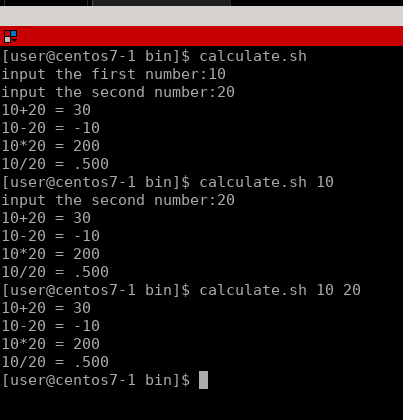 [user@centos7-1 bin]$ calculate.sh
input the first number:10
input the second number:20
10+20 = 30
10-20 = -10
10*20 = 200
10/20 = .500
[user@centos7-1 bin]$ calculate.sh 10
input the second number:20
10+20 = 30
10-20 = -10
10*20 = 200
10/20 = .500
[user@centos7-1 bin]$ calculate.sh 10 20
10+20 = 30
10-20 = -10
10*20 = 200
10/20 = .500
[user@centos7-1 bin]$